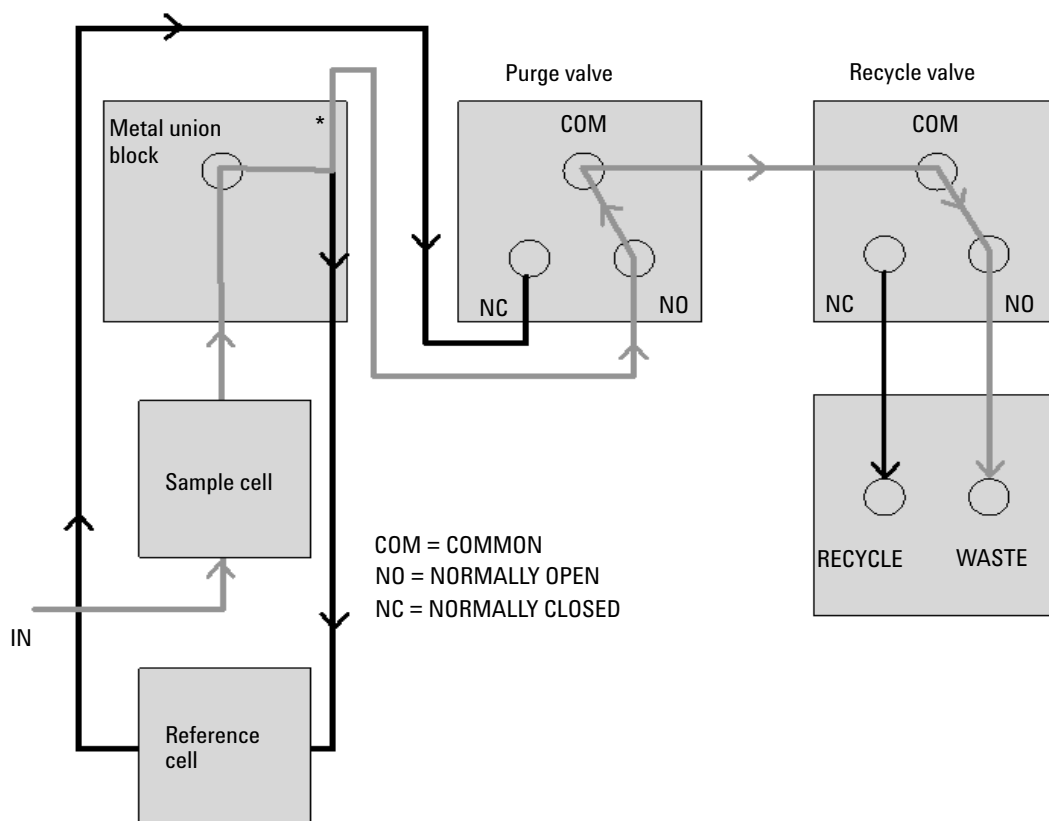 Purge valve
Recycle valve
Metal union
block
*
COM
COM
NC
NO
NC
NO
Sample cell
COM = COMMON
NO = NORMALLY OPEN
NC = NORMALLY CLOSED
RECYCLE
WASTE
IN
Reference
cell